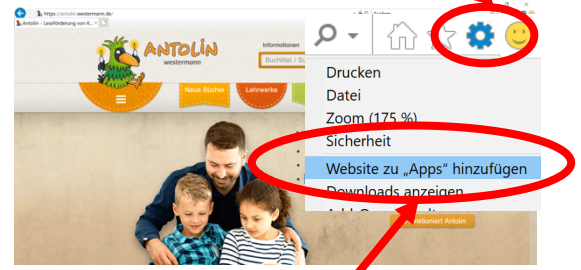 https://antolin.westermann.de/
Antolin - Leseförderung von K...
ANTOLIN
westermann
Informationen
Buchtitel / Su
Neue Bücher
Lehrwerke
Drucken
Datei
Zoom (175 %)
Sicherheit
Website zu „Apps“ hinzufügen
Downloads anzeigen
Antolin